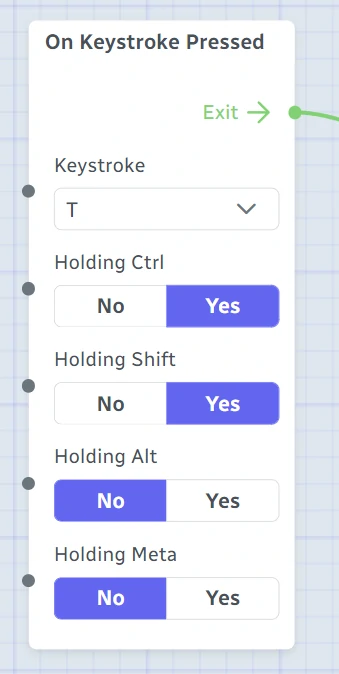 On Keystroke Pressed
Exit
Keystroke
T
Holding Ctrl
No Yes
Holding Shift
No Yes
Holding Alt
No Yes
Holding Meta
No Yes